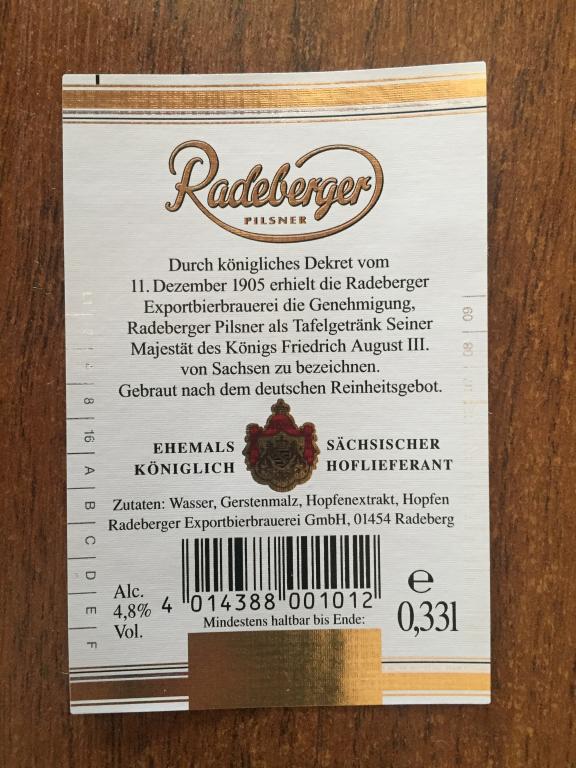 Radeberger
PILSNER
Durch königliches Dekret vom
11. Dezember 1905 erhielt die Radeberger
Exportbierbrauerei die Genehmigung,
Radeberger Pilsner als Tafelgetränk Seiner
Majestät des Königs Friedrich August III.
von Sachsen zu bezeichnen.
Gebraut nach dem deutschen Reinheitsgebot.
EHEMALS
KÖNIGLICH
SÄCHSISCHER
HOFLIEFERANT
Zutaten: Wasser, Gerstenmalz, Hopfenextrakt, Hopfen
Radeberger Exportbierbrauerei GmbH, 01454 Radeberg
Alc.
4,8%
Vol.
4 014388 001012
Mindestens haltbar bis Ende:
e
0,33l
8 | 16 | A | B | C | D | E | F
09 | 08